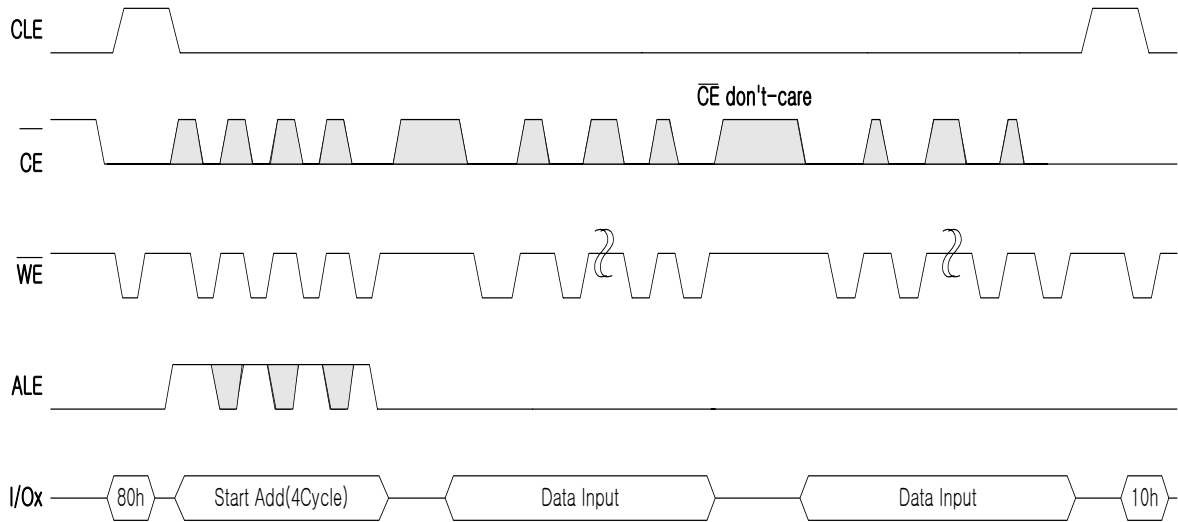 CLE
CE don't-care
CE
WE
ALE
I/Ox
80h
Start Add(4Cycle)
Data Input
Data Input
10h